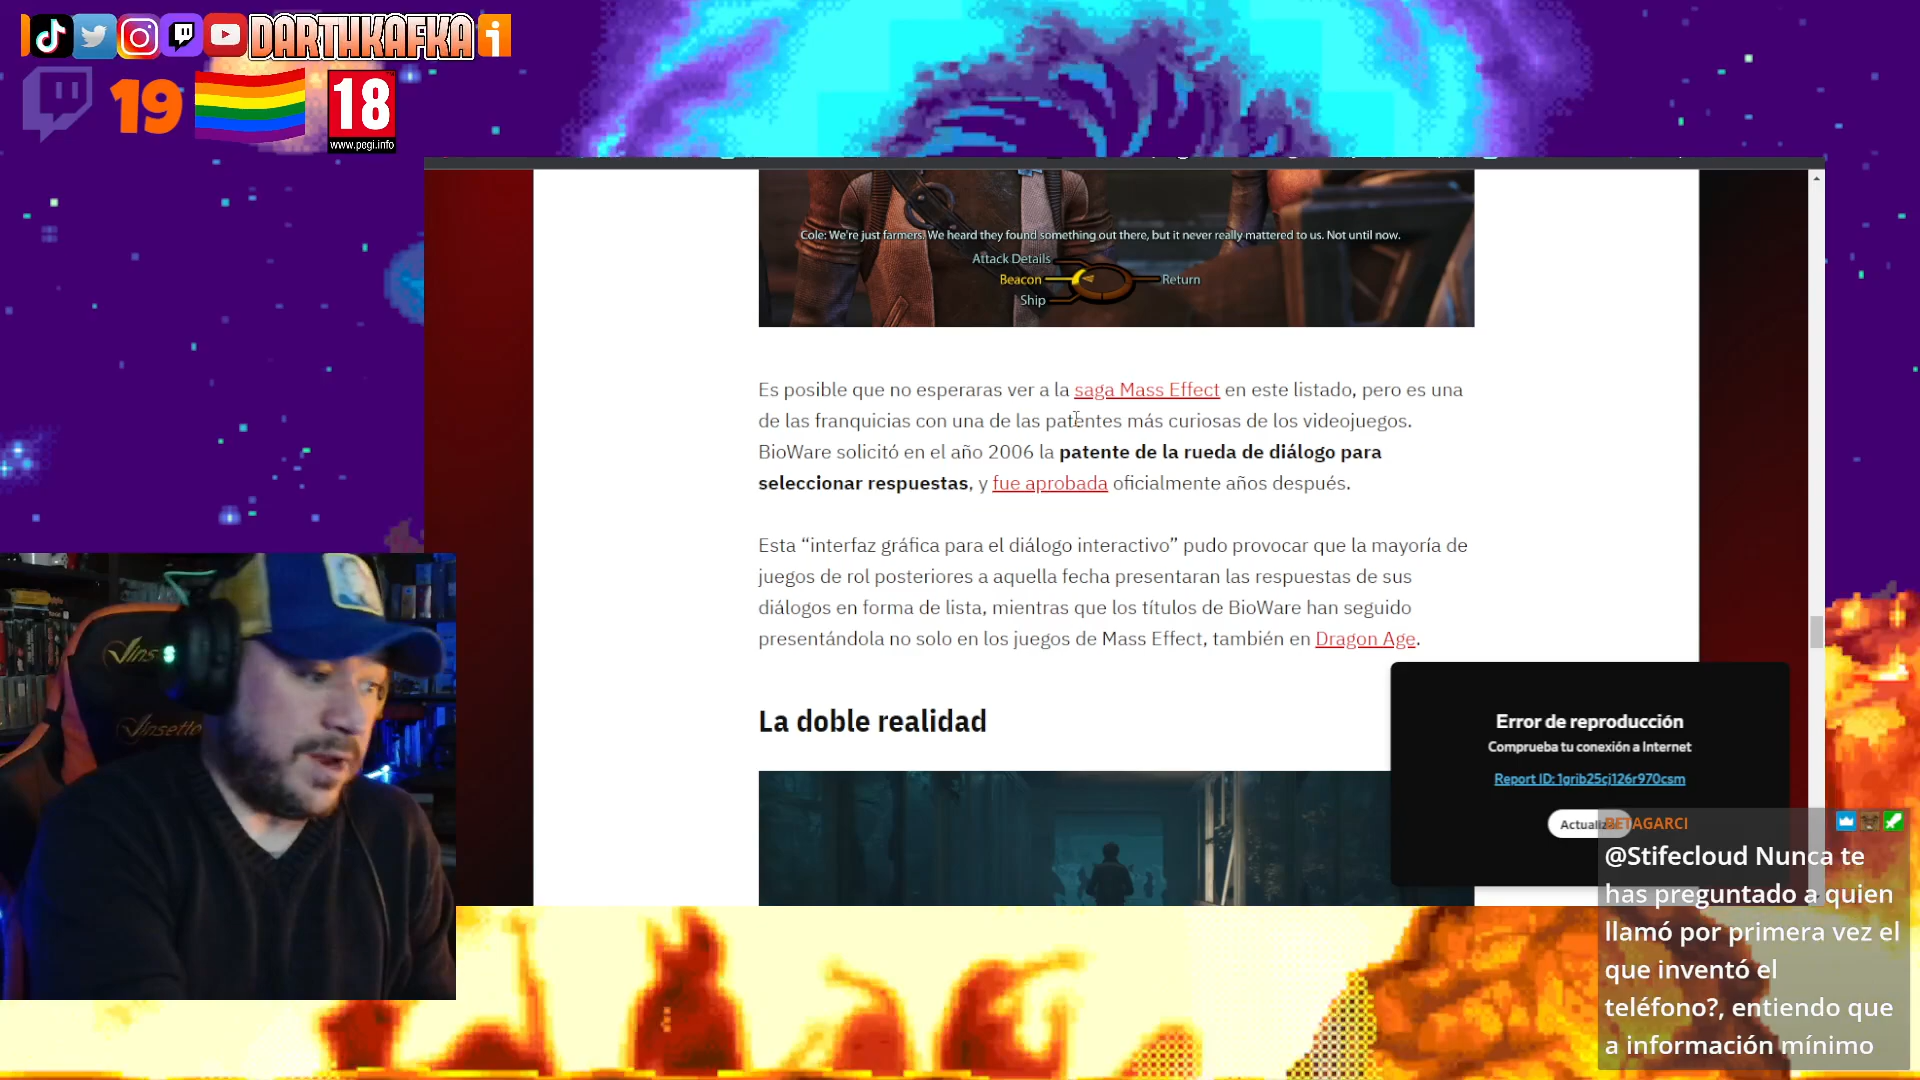 DARTHKAFKA
19
18
www.pegi.info
Cole: We're just farmers. We heard they found something out there, but it never really mattered to us. Not until now.
Attack Details
Beacon
Return
Ship
Es posible que no esperaras ver a la saga Mass Effect en este listado, pero es una
de las franquicias con una de las patentes más curiosas de los videojuegos.
BioWare solicitó en el año 2006 la patente de la rueda de diálogo para
seleccionar respuestas, y fue aprobada oficialmente años después.
Esta “interfaz gráfica para el diálogo interactivo” pudo provocar que la mayoría de
juegos de rol posteriores a aquella fecha presentaran las respuestas de sus
diálogos en forma de lista, mientras que los títulos de BioWare han seguido
presentándola no solo en los juegos de Mass Effect, también en Dragon Age.
La doble realidad
Error de reproducción
Comprueba tu conexión a Internet
Report ID: 1grib25cj126r970csm
@Stifecloud Nunca te
has preguntado a quien
llamó por primera vez el
que inventó el
teléfono?, entiendo que
a información mínimo